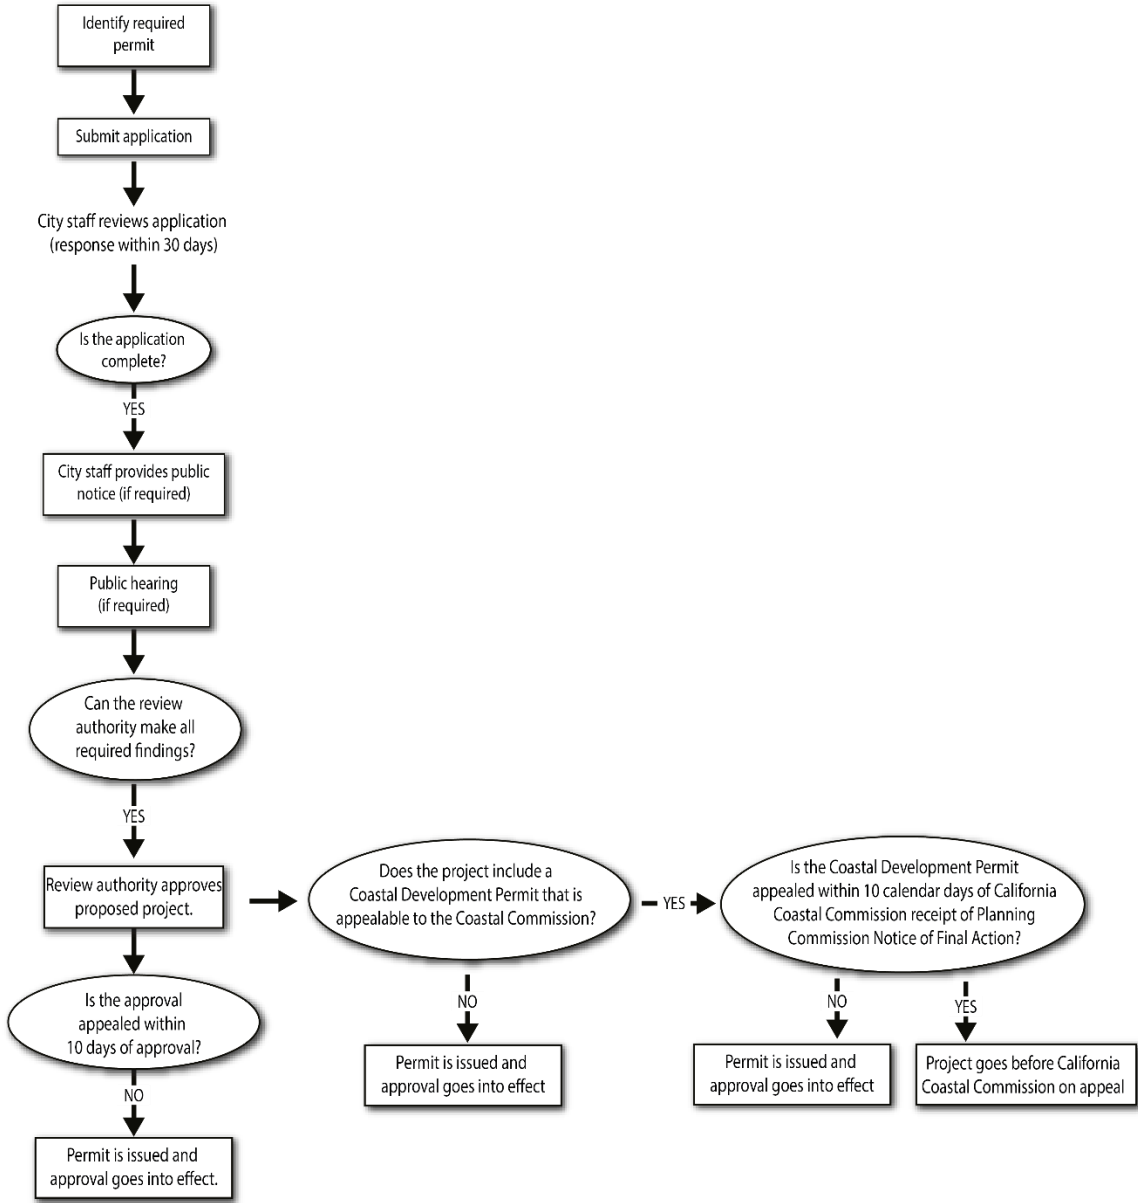 Identify required
permit
Submit application
City staff reviews application
(response within 30 days)
Is the application
complete?
YES
City staff provides public
notice (if required)
Public hearing
(if required)
Can the review
authority make all
required findings?
YES
Review authority approves
proposed project.
Is the approval
appealed within
10 days of approval?
NO
Permit is issued and
approval goes into effect.
Does the project include a
Coastal Development Permit that is
appealable to the Coastal Commission?
NO
Permit is issued and
approval goes into effect
YES
Is the Coastal Development Permit
appealed within 10 calendar days of California
Coastal Commission receipt of Planning
Commission Notice of Final Action?
NO
Permit is issued and
approval goes into effect
YES
Project goes before California
Coastal Commission on appeal